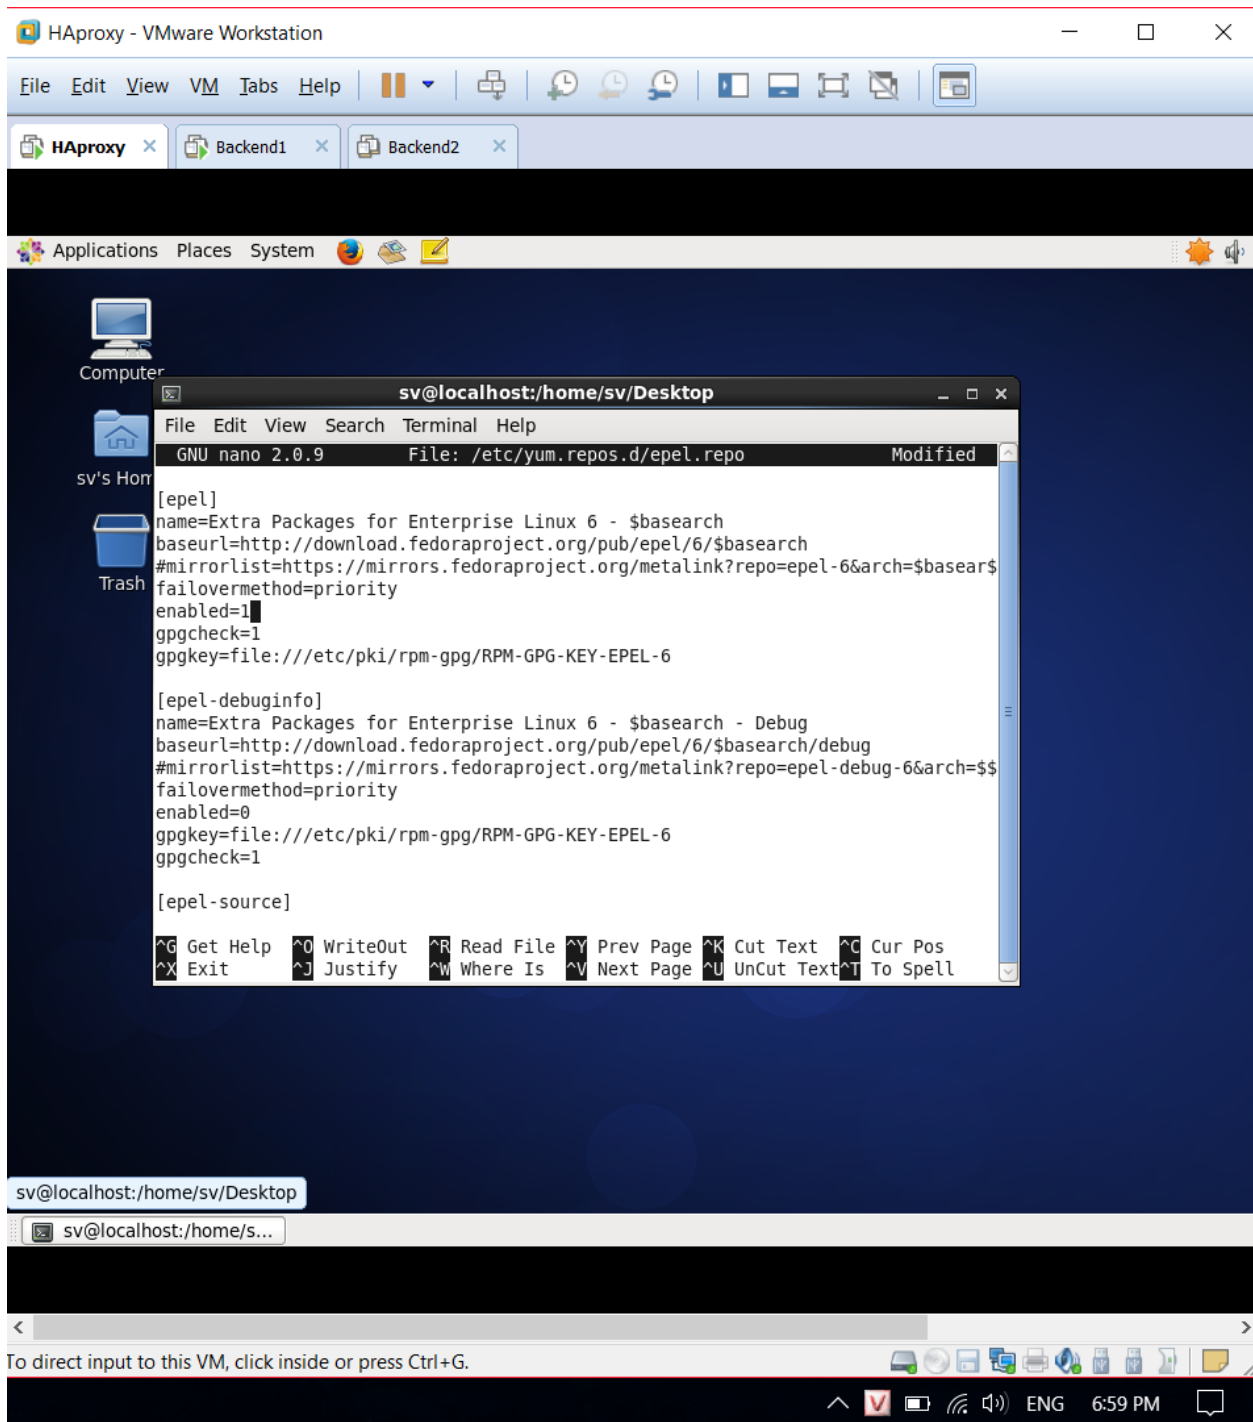 HAproxy - VMware Workstation
File Edit View VM Tabs Help
HAproxy Backend1 Backend2
Applications Places System
Computer
sv@localhost:/home/sv/Desktop
File Edit View Search Terminal Help
GNU nano 2.0.9 File: /etc/yum.repos.d/epel.repo Modified
sv's Hom
[epel]
name=Extra Packages for Enterprise Linux 6 - $basearch
baseurl=http://download.fedoraproject.org/pub/epel/6/$basearch
#mirrorlist=https://mirrors.fedoraproject.org/metalink?repo=epel-6&arch=$basear$
Trash
failovermethod=priority
enabled=1
gpgcheck=1
gpgkey=file:///etc/pki/rpm-gpg/RPM-GPG-KEY-EPEL-6
[epel-debuginfo]
name=Extra Packages for Enterprise Linux 6 - $basearch - Debug
baseurl=http://download.fedoraproject.org/pub/epel/6/$basearch/debug
#mirrorlist=https://mirrors.fedoraproject.org/metalink?repo=epel-debug-6&arch=$$
failovermethod=priority
enabled=0
gpgkey=file:///etc/pki/rpm-gpg/RPM-GPG-KEY-EPEL-6
gpgcheck=1
[epel-source]
^G Get Help ^O WriteOut ^R Read File ^Y Prev Page ^K Cut Text ^C Cur Pos
^X Exit ^J Justify ^W Where Is ^V Next Page ^U UnCut Text ^T To Spell
sv@localhost:/home/sv/Desktop
sv@localhost:/home/s...
To direct input to this VM, click inside or press Ctrl+G.
V ENG 6:59 PM